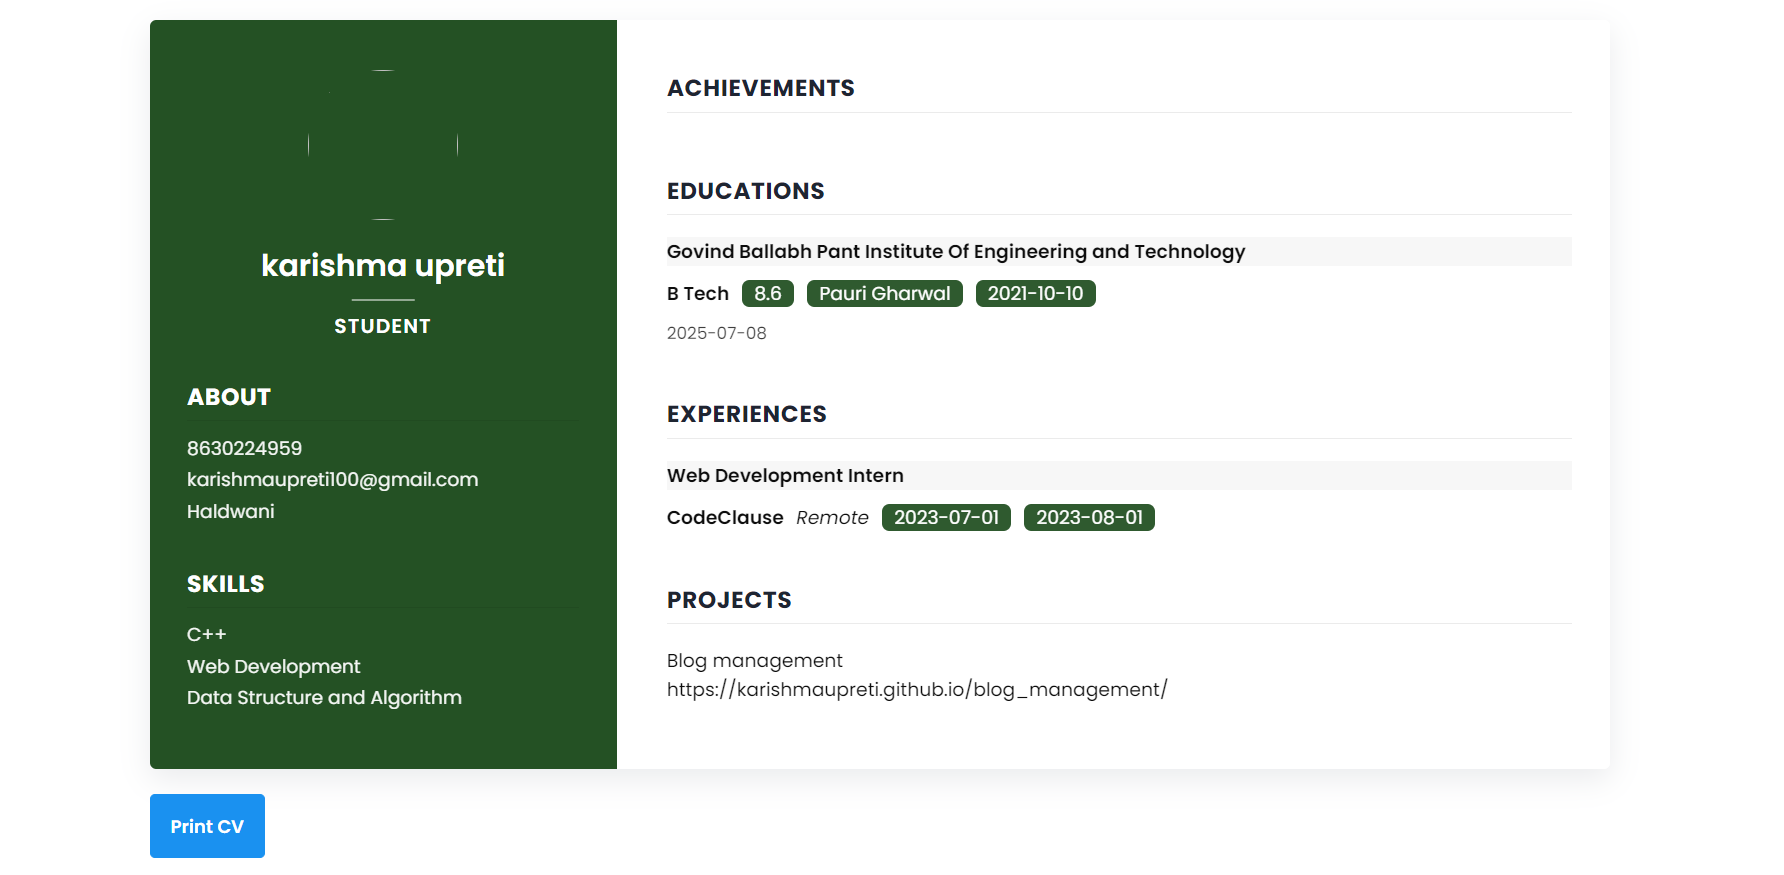 karishma upreti
STUDENT
ABOUT
8630224959
karishmaupreti100@gmail.com
Haldwani
SKILLS
C++
Web Development
Data Structure and Algorithm
ACHIEVEMENTS
EDUCATIONS
Govind Ballabh Pant Institute Of Engineering and Technology
B Tech 8.6 Pauri Gharwal 2021-10-10
2025-07-08
EXPERIENCES
Web Development Intern
CodeClause Remote 2023-07-01 2023-08-01
PROJECTS
Blog management
https://karishmaupreti.github.io/blog_management/
Print CV